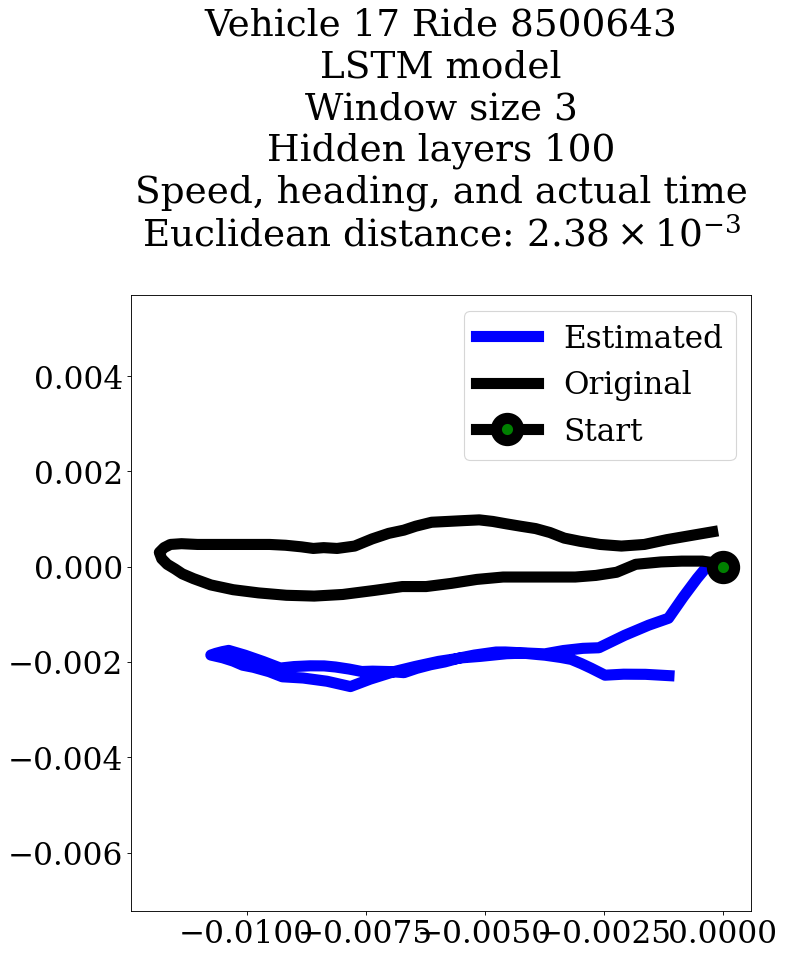 Vehicle 17 Ride 8500643
LSTM model
Window size 3
Hidden layers 100
Speed, heading, and actual time
Euclidean distance: 2.38 × 10⁻³
Estimated
Original
Start
0.004
0.002
0.000
−0.002
−0.004
−0.006
−0.0100 −0.0075 −0.0050 −0.0025 0.0000